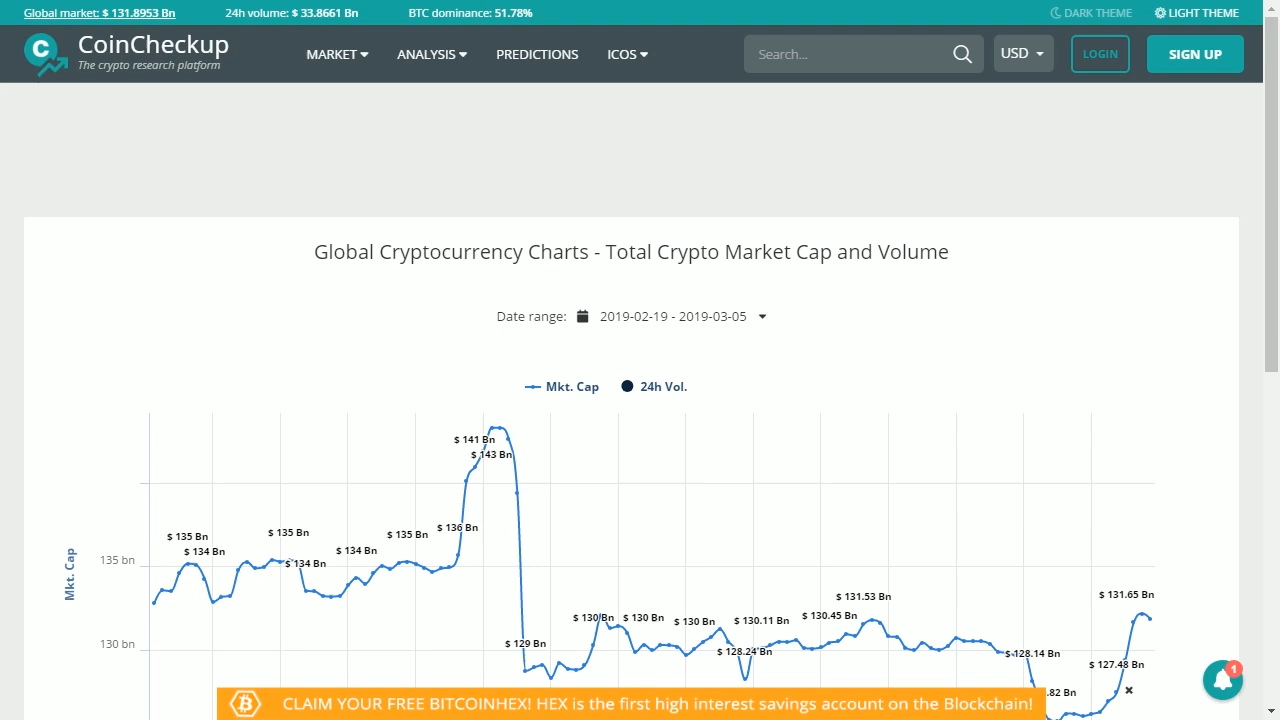 Global market: $ 131.8953 Bn 24h volume: $ 33.8661 Bn BTC dominance: 51.78% DARK THEME LIGHT THEME
C CoinCheckup
The crypto research platform
MARKET ANALYSIS PREDICTIONS ICOS Search... USD LOGIN SIGN UP
Global Cryptocurrency Charts - Total Crypto Market Cap and Volume
Date range: 2019-02-19 - 2019-03-05
Mkt. Cap 24h Vol.
$ 141 Bn
$ 143 Bn
$ 136 Bn
$ 135 Bn $ 135 Bn $ 135 Bn
$ 134 Bn $ 134 Bn
$ 134 Bn
135 bn
Mkt. Cap
$ 131.65 Bn
$ 131.53 Bn
$ 130 Bn $ 130 Bn $ 130 Bn $ 130.11 Bn $ 130.45 Bn
130 bn
$ 129 Bn
$ 128.24 Bn $ 128.14 Bn
$ 127.48 Bn
.82 Bn
1
B CLAIM YOUR FREE BITCOINHEX! HEX is the first high interest savings account on the Blockchain!